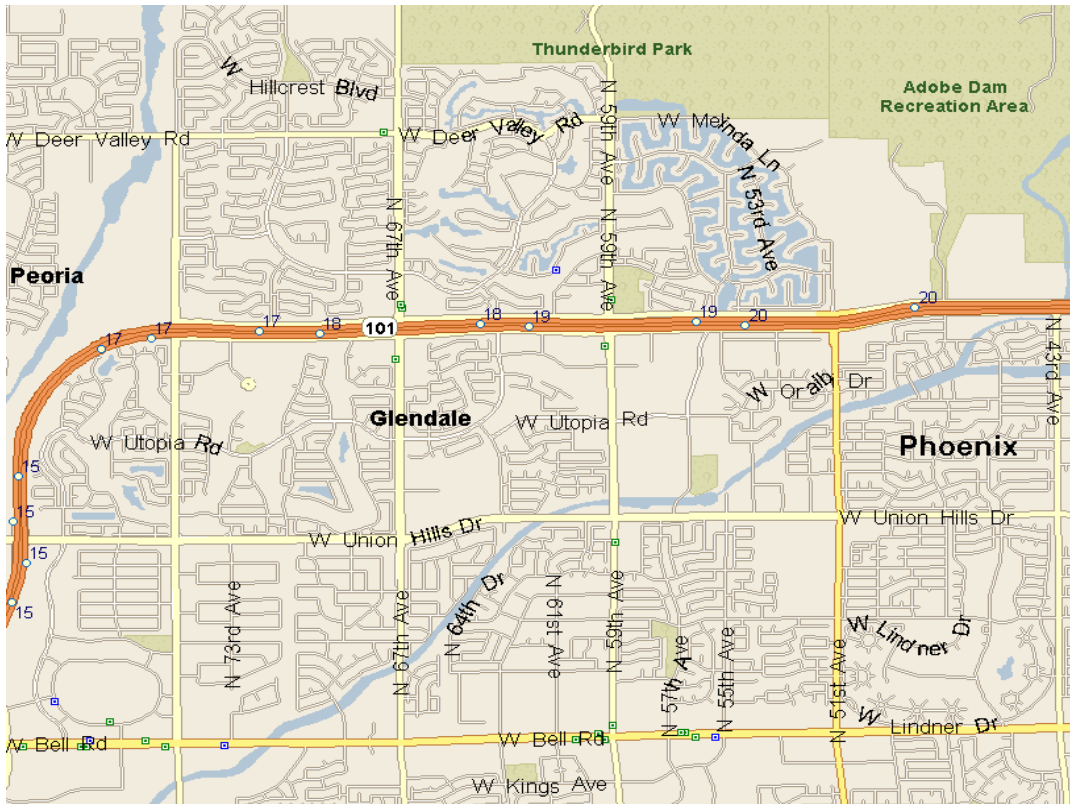 Thunderbird Park
W Hillcrest Blvd
Adobe Dam
Recreation Area
N 59th Ave
W Melinda Ln
W Deer Valley Rd
W Deer Valley Rd
N 53rd Ave
N 67th Ave
N 59th Ave
Peoria
20
19
20
18
19
17
17
17
18
101
N 43rd Ave
W Oralb Dr
Glendale
W Utopia Rd
W Utopia Rd
Phoenix
15
15
15
15
W Union Hills Dr
W Union Hills Dr
N 73rd Ave
N 67th Ave
N 64th Dr
N 61st Ave
N 59th Ave
N 57th Ave
N 55th Ave
N 51st Ave
W Lindner Dr
W Lindner Dr
W Bell Rd
W Bell Rd
W Kings Ave